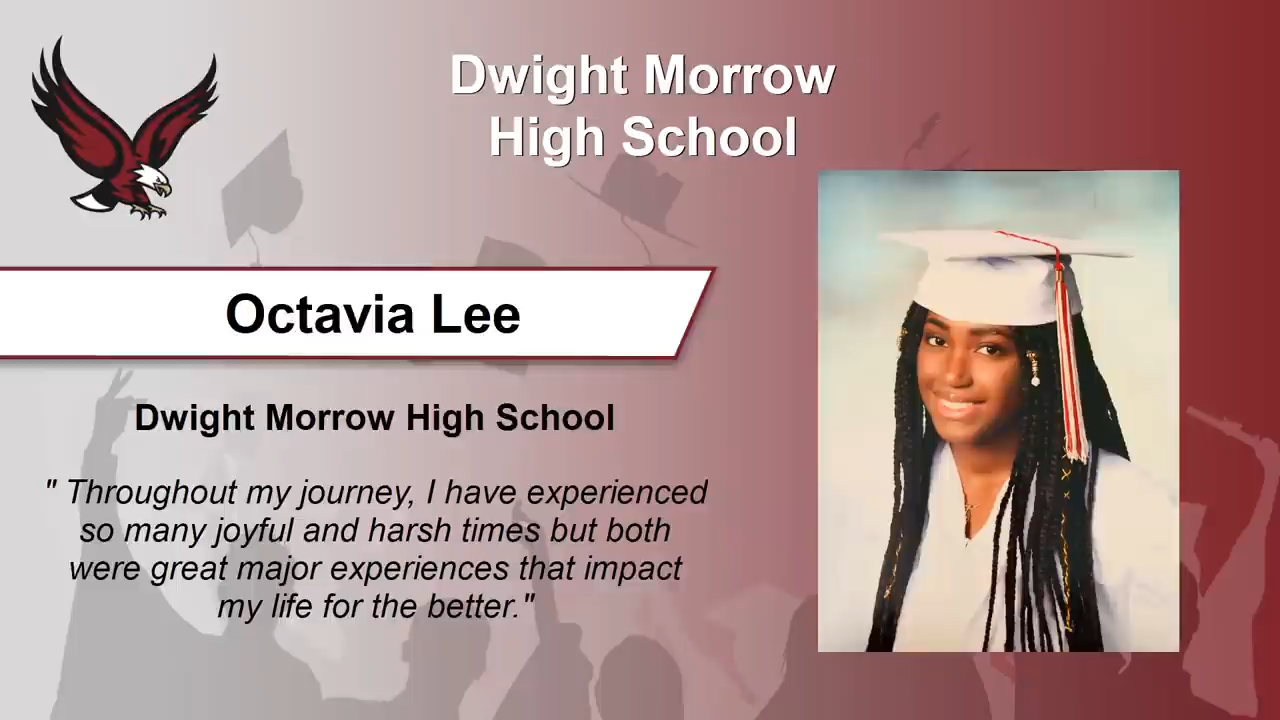 Dwight Morrow
High School
Octavia Lee
Dwight Morrow High School
" Throughout my journey, I have experienced
so many joyful and harsh times but both
were great major experiences that impact
my life for the better."